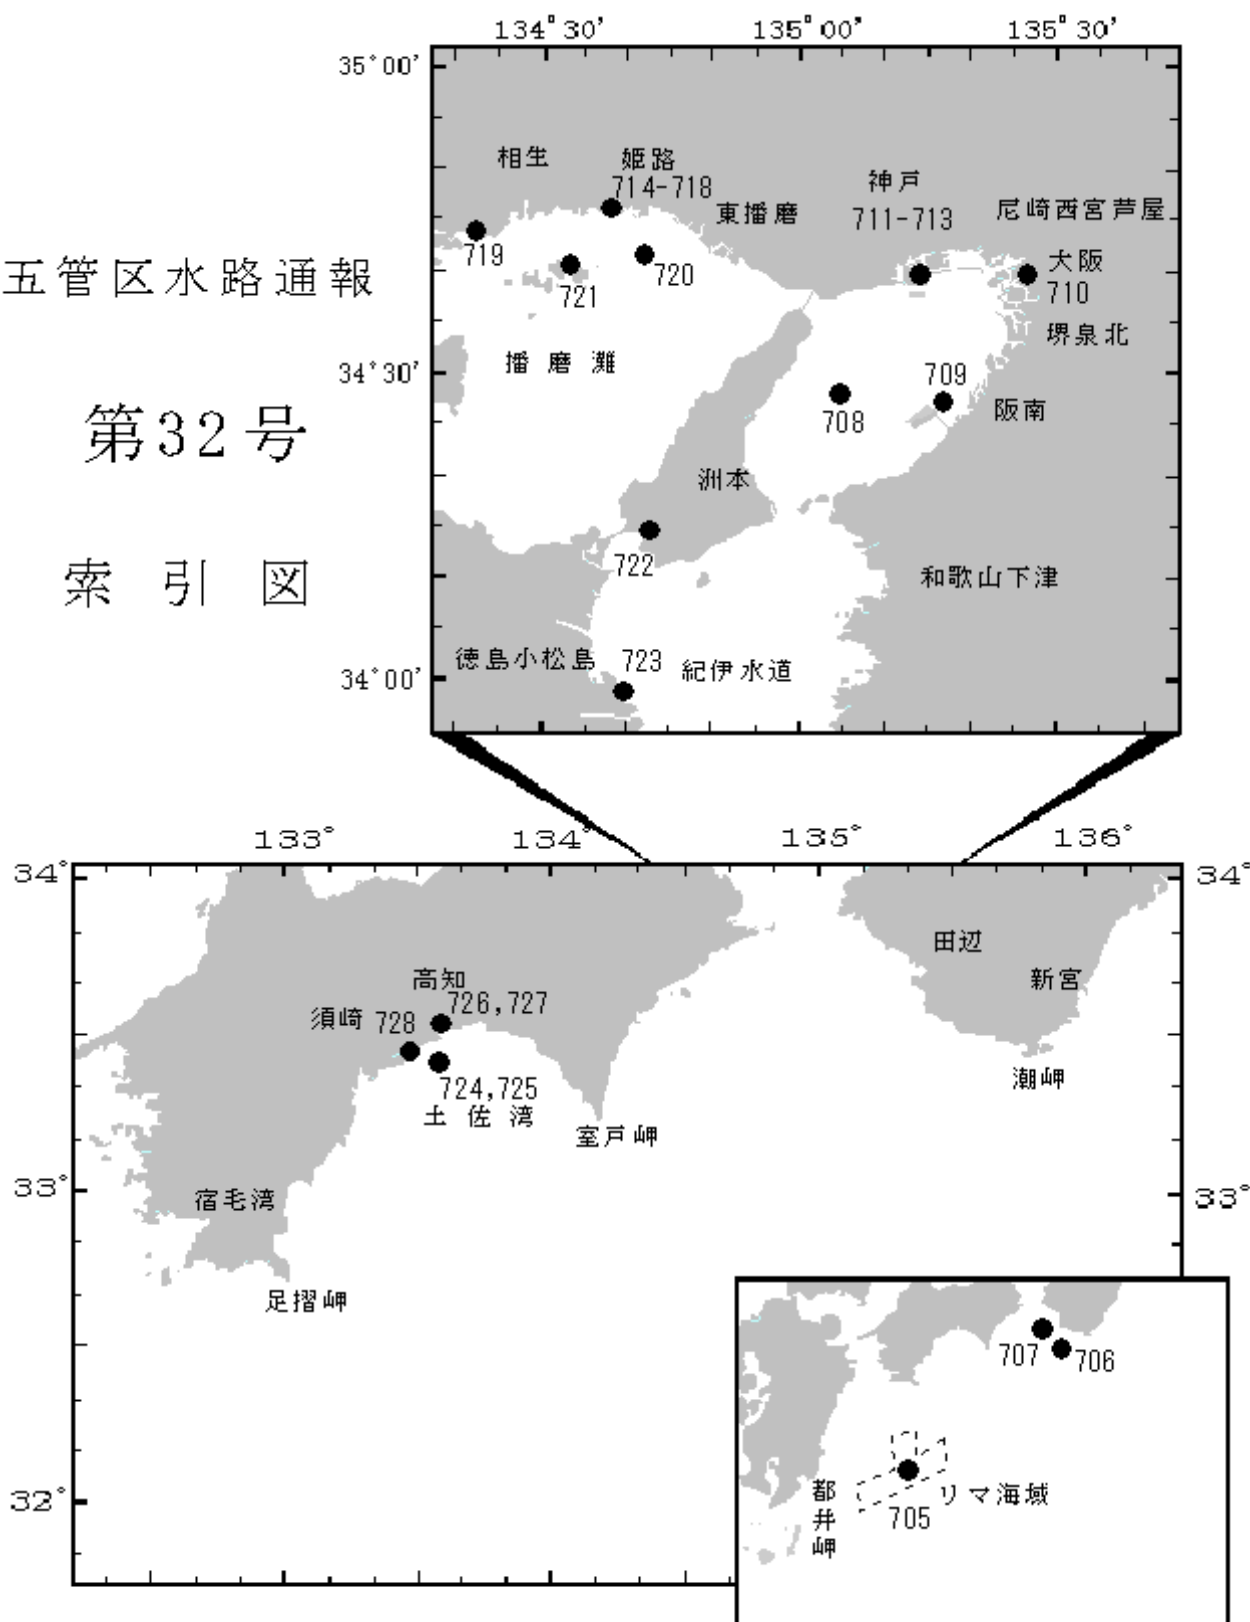 134°30' 135°00' 135°30'
35°00'
相生 姫路
714-718
神戸
東播磨
711-713
尼崎西宮芦屋
719
720
721
大阪
710
五管区水路通報
堺泉北
播磨灘
34°30'
709
708
阪南
第32号
洲本
722
和歌山下津
索引図
徳島小松島 723 紀伊水道
34°00'
133° 134° 135° 136°
34° 34°
田辺
高知
新宮
726,727
須崎 728
724,725
土佐湾
潮岬
室戸岬
33° 33°
宿毛湾
足摺岬
707 706
都井岬
リマ海域
705
32°